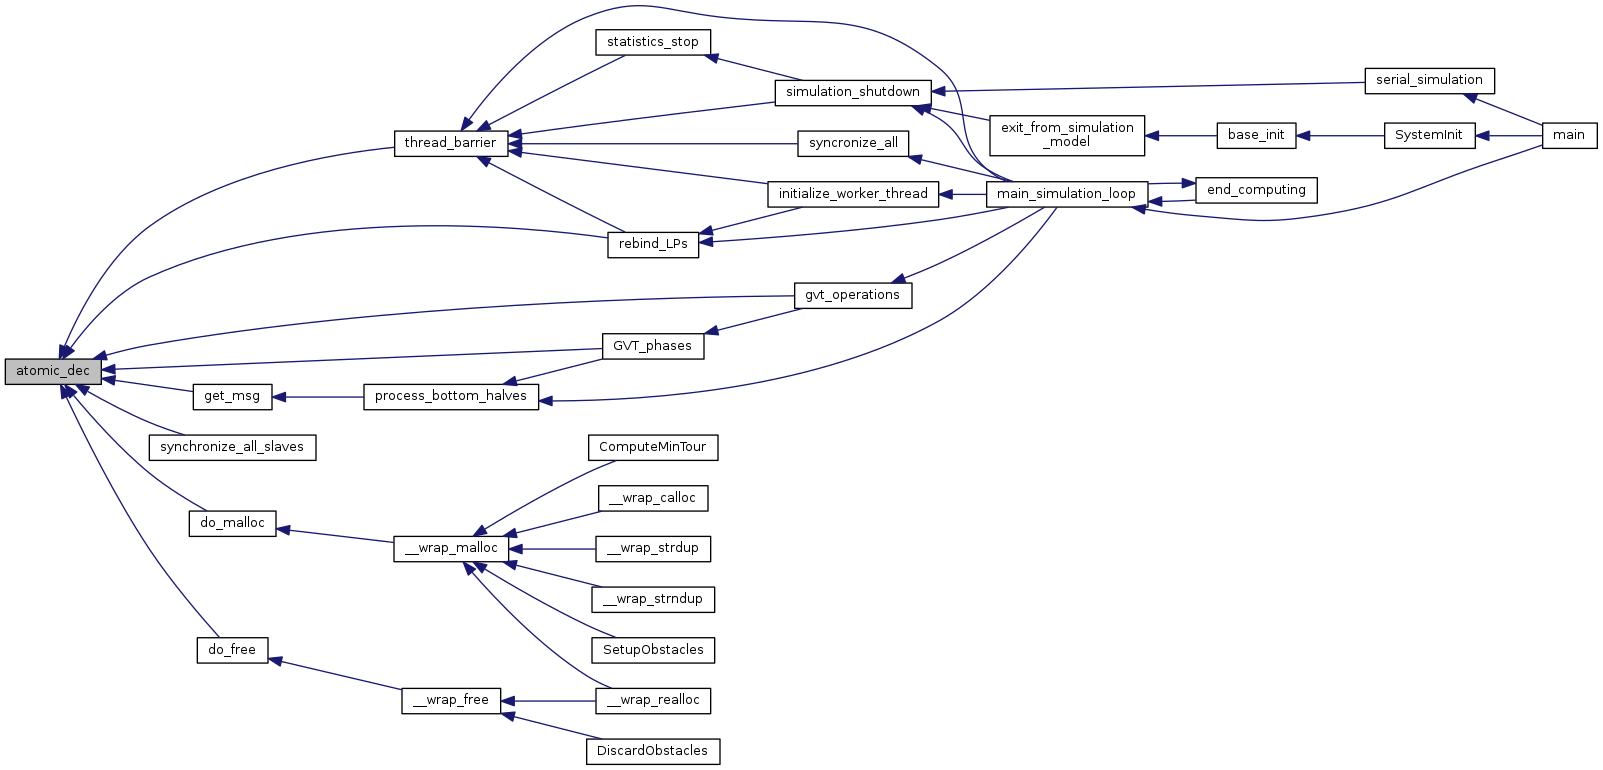 statistics_stop
serial_simulation
simulation_shutdown
exit_from_simulation
_model
base_init
SystemInit
main
thread_barrier
syncronize_all
initialize_worker_thread
main_simulation_loop
end_computing
rebind_LPs
gvt_operations
GVT_phases
atomic_dec
get_msg
process_bottom_halves
synchronize_all_slaves
ComputeMinTour
__wrap_calloc
do_malloc
__wrap_malloc
__wrap_strdup
__wrap_strndup
do_free
SetupObstacles
__wrap_free
__wrap_realloc
DiscardObstacles